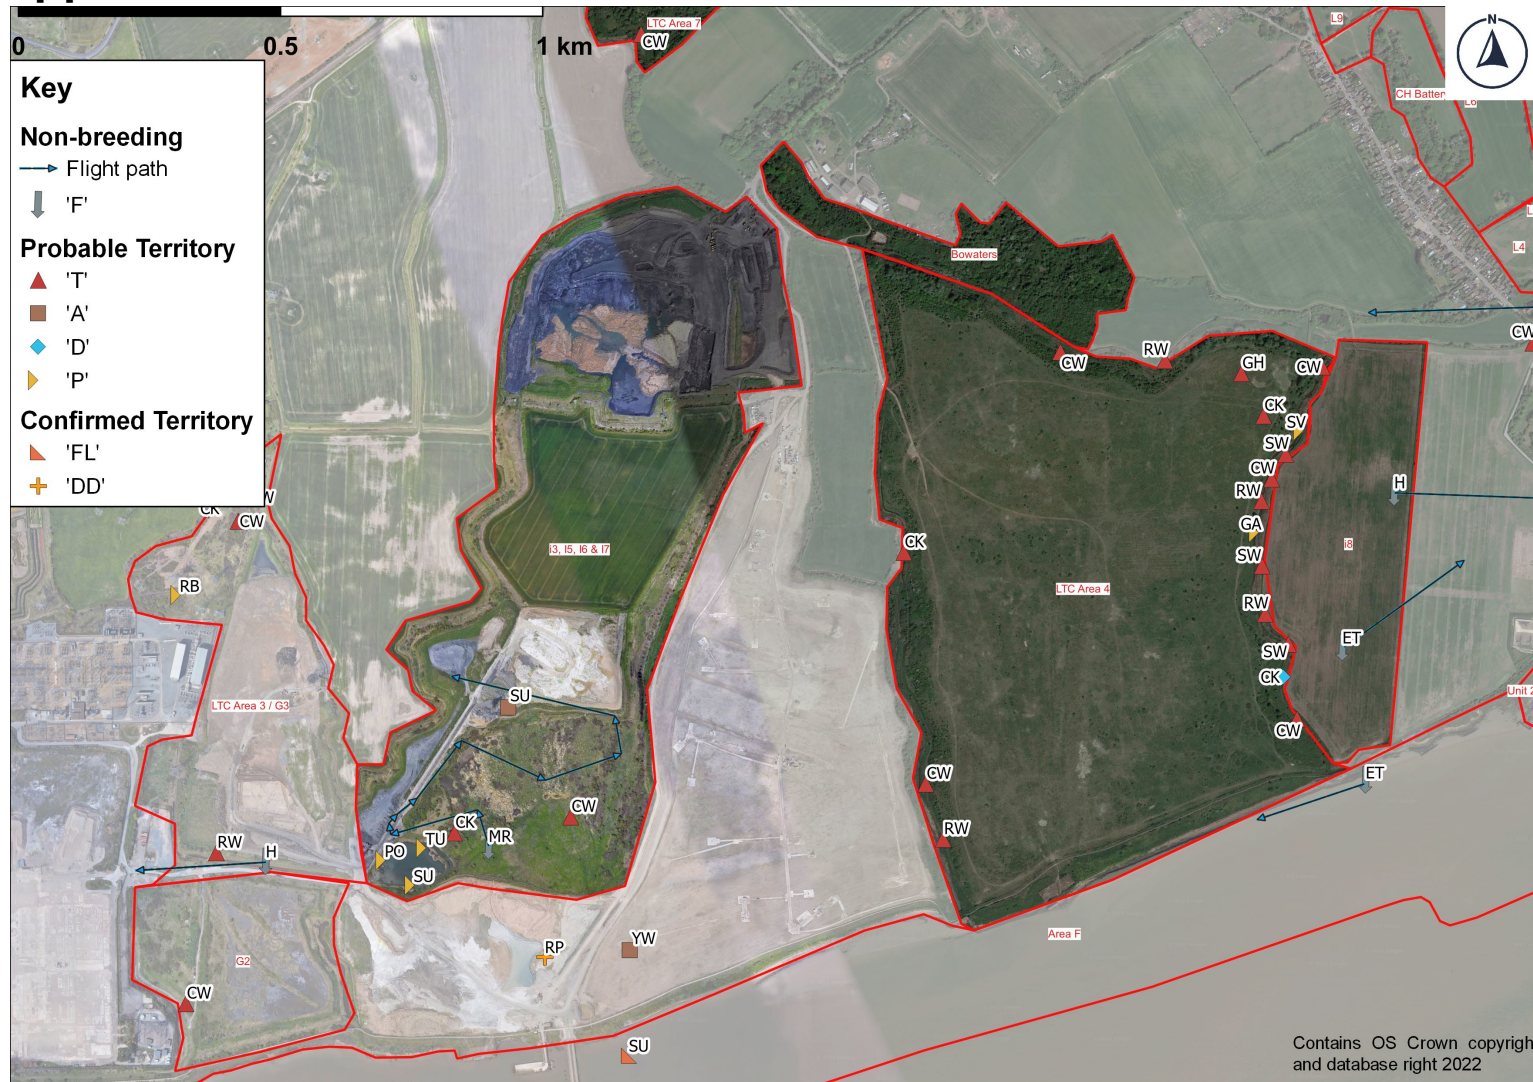 0 0.5 1 km
Key
Non-breeding
Flight path
'F'
Probable Territory
'T'
'A'
'D'
'P'
Confirmed Territory
'FL'
'DD'
N
LTC Area 7
CW
L9
CH Battery
L6
L4
Bowaters
CW
CW
RW
GH
CW
CK
SV
SW
CW
RW
H
GA
SW
i8
RW
ET
SW
CK
CW
Unit 2
ET
CK
LTC Area 4
CW
RW
Area F
i3, I5, I6 & I7
SU
CW
CK
MR
TU
PO
SU
CK
CW
RB
LTC Area 3 / G3
RW
H
G2
CW
RP
YW
SU
Contains OS Crown copyrigh
and database right 2022